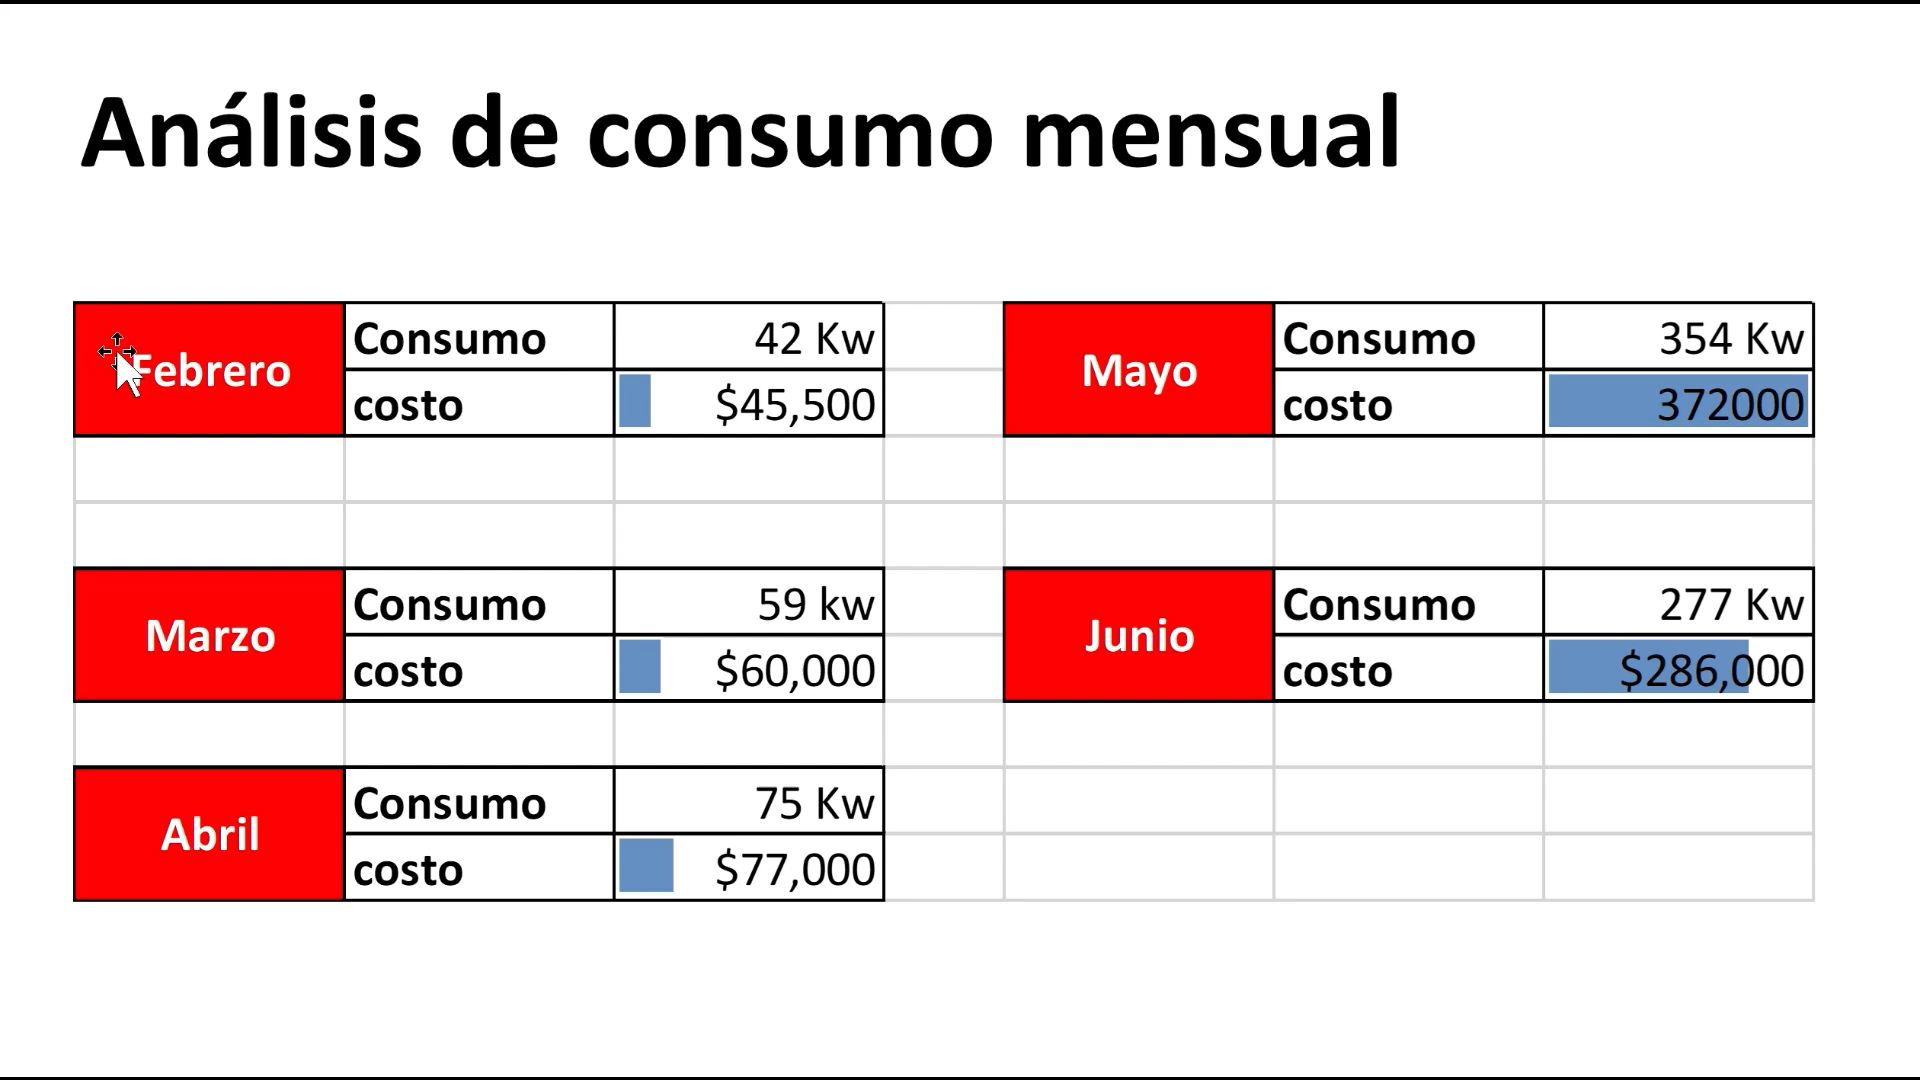 Análisis de consumo mensual
Febrero
Consumo 42 Kw
costo $45,500
Marzo
Consumo 59 kw
costo $60,000
Abril
Consumo 75 Kw
costo $77,000
Mayo
Consumo 354 Kw
costo 372000
Junio
Consumo 277 Kw
costo $286,000